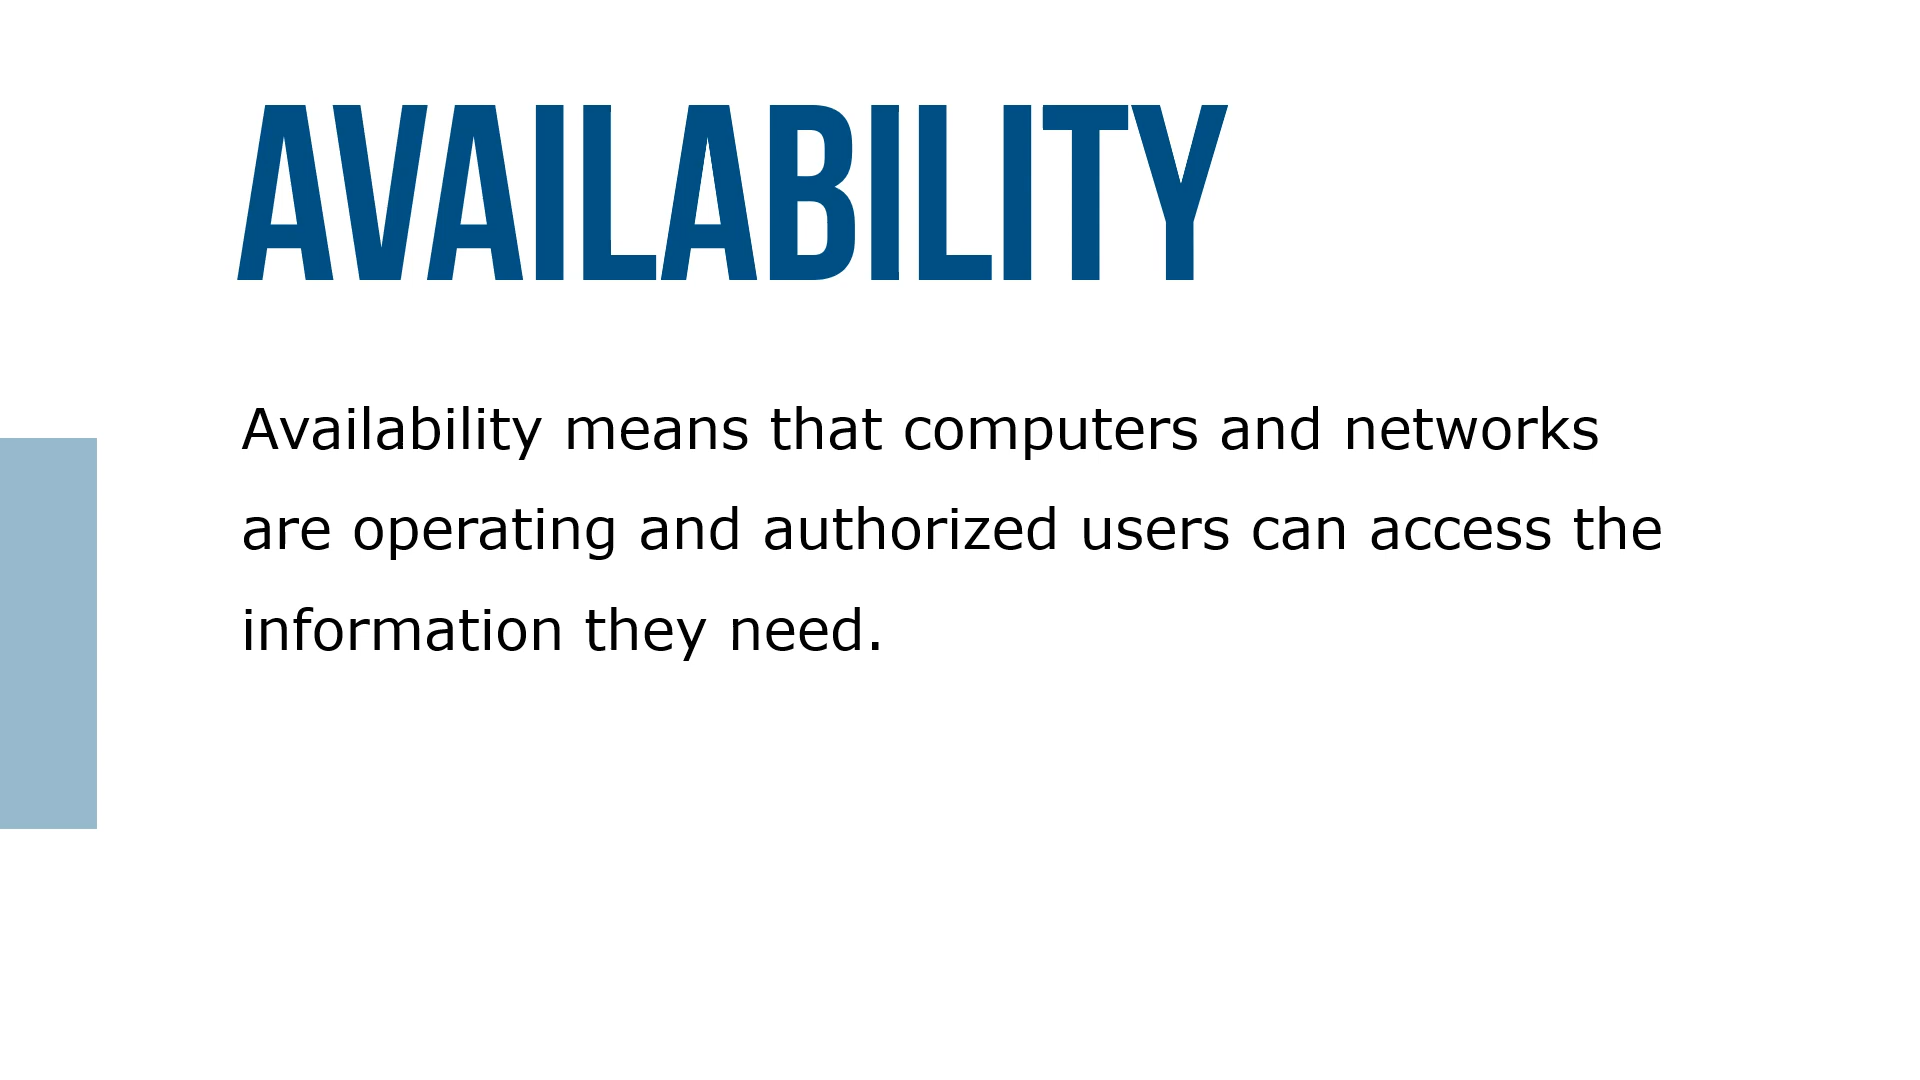 AVAILABILITY
Availability means that computers and networks
are operating and authorized users can access the
information they need.